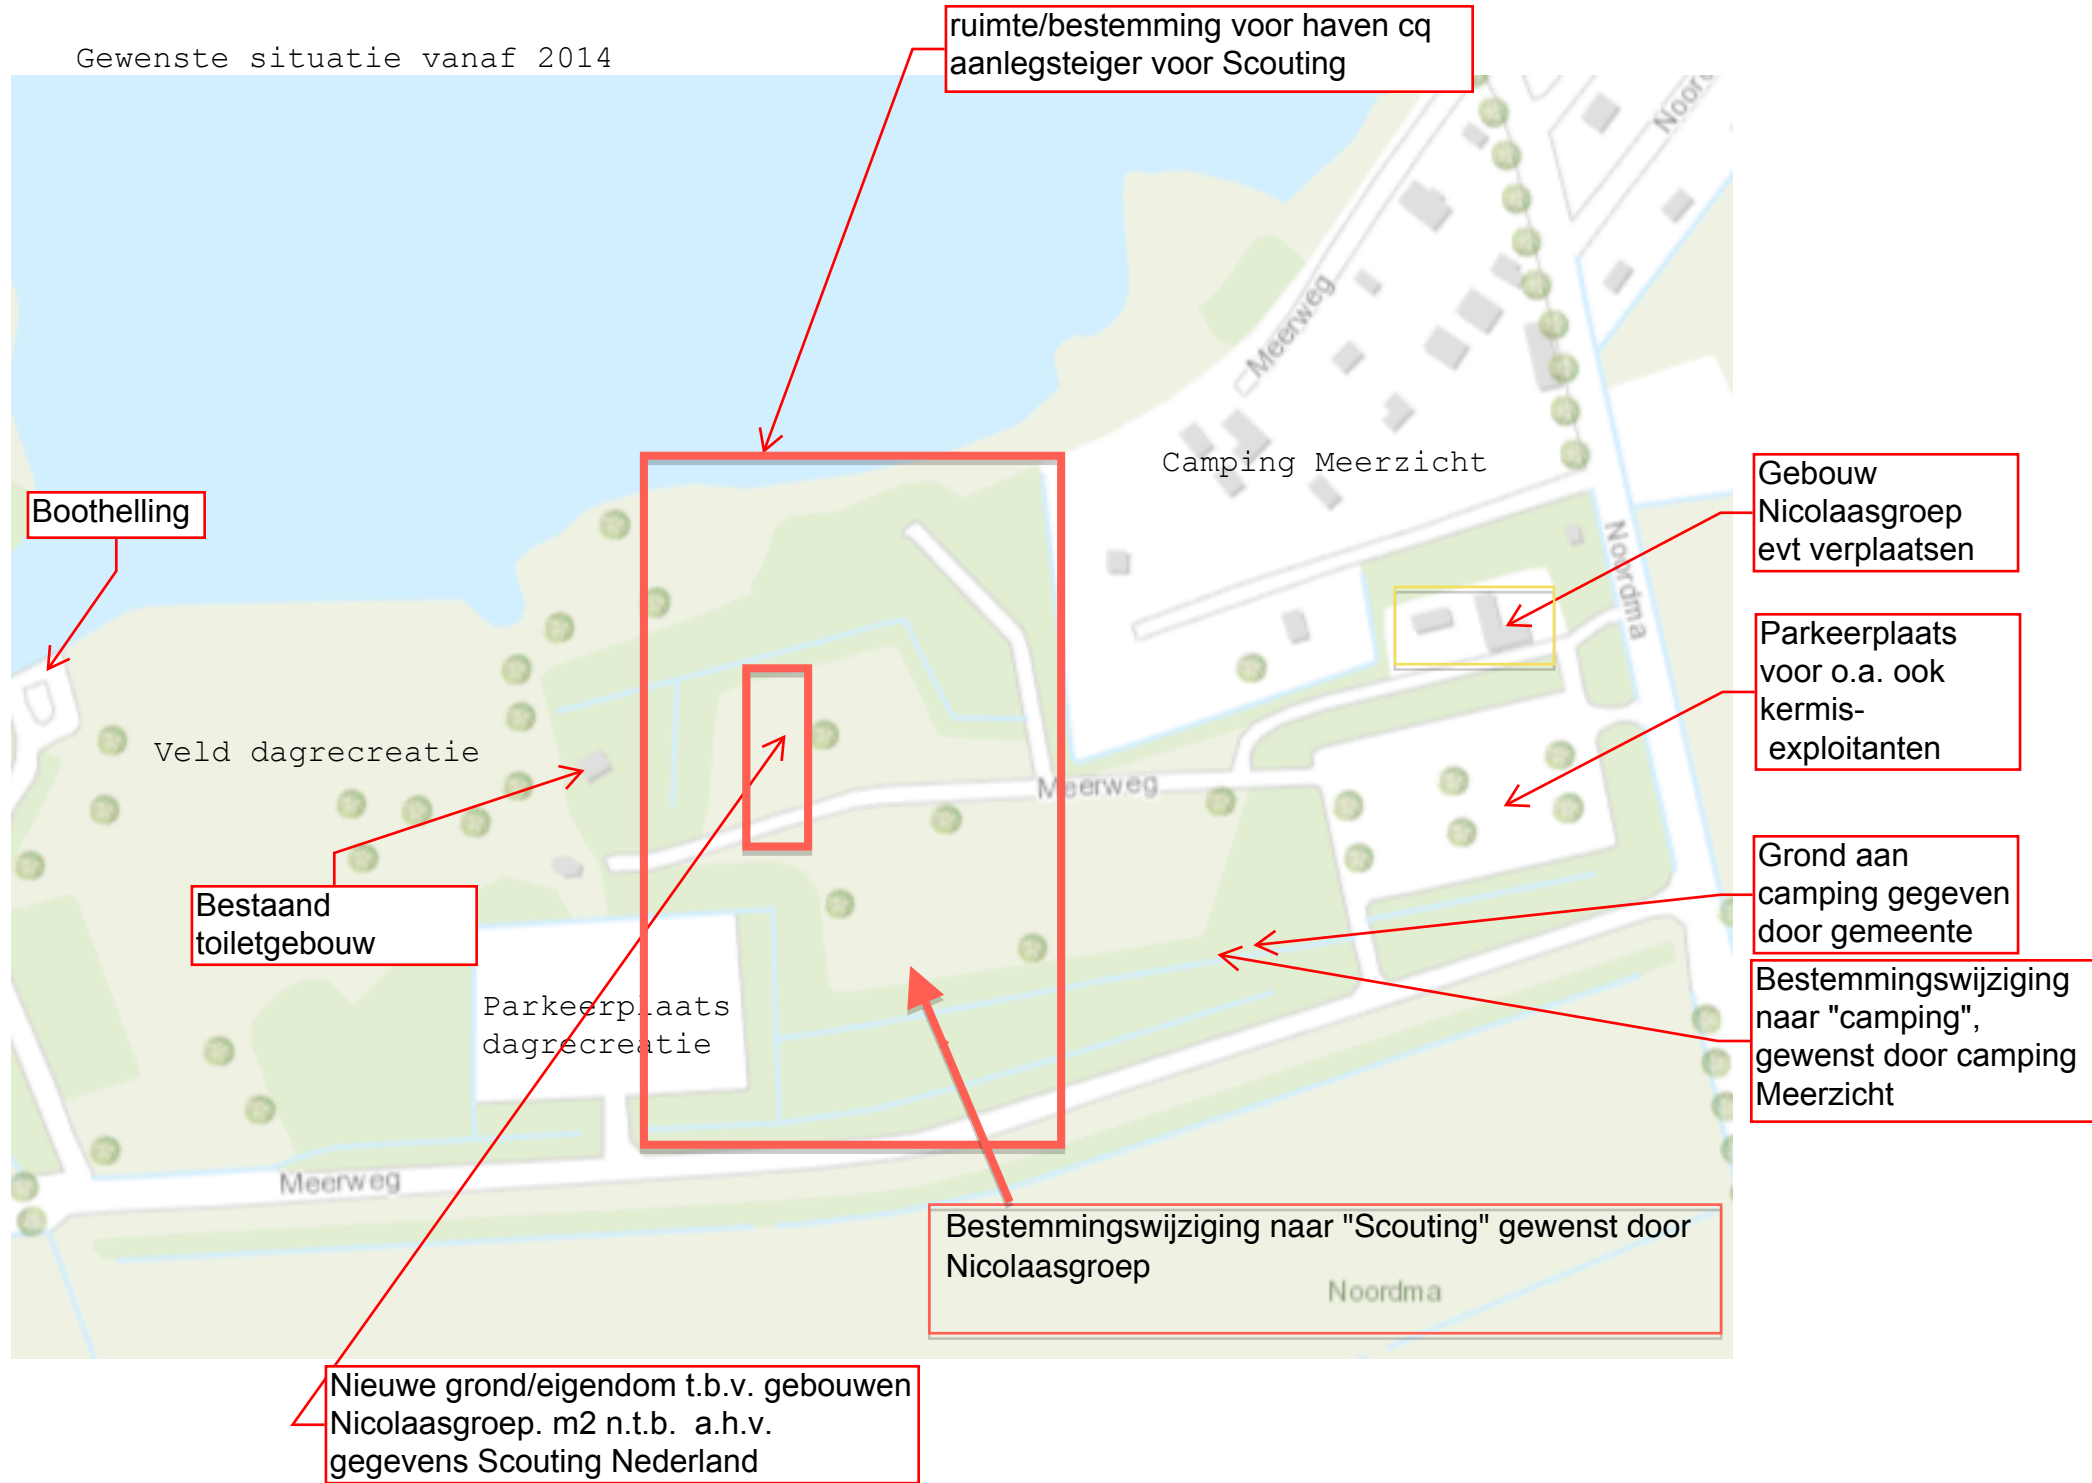 Gewenste situatie vanaf 2014
ruimte/bestemming voor haven cq
aanlegsteiger voor Scouting
Noord
Meerweg
Camping Meerzicht
Boothelling
Gebouw
Nicolaasgroep
evt verplaatsen
Noordma
Parkeerplaats
voor o.a. ook
kermis-
exploitanten
Veld dagrecreatie
Meerweg
Bestaand
toiletgebouw
Grond aan
camping gegeven
door gemeente
Parkeerplaats
dagrecreatie
Bestemmingswijziging
naar "camping",
gewenst door camping
Meerzicht
Meerweg
Bestemmingswijziging naar "Scouting" gewenst door
Nicolaasgroep
Noordma
Nieuwe grond/eigendom t.b.v. gebouwen
Nicolaasgroep. m2 n.t.b.  a.h.v.
gegevens Scouting Nederland